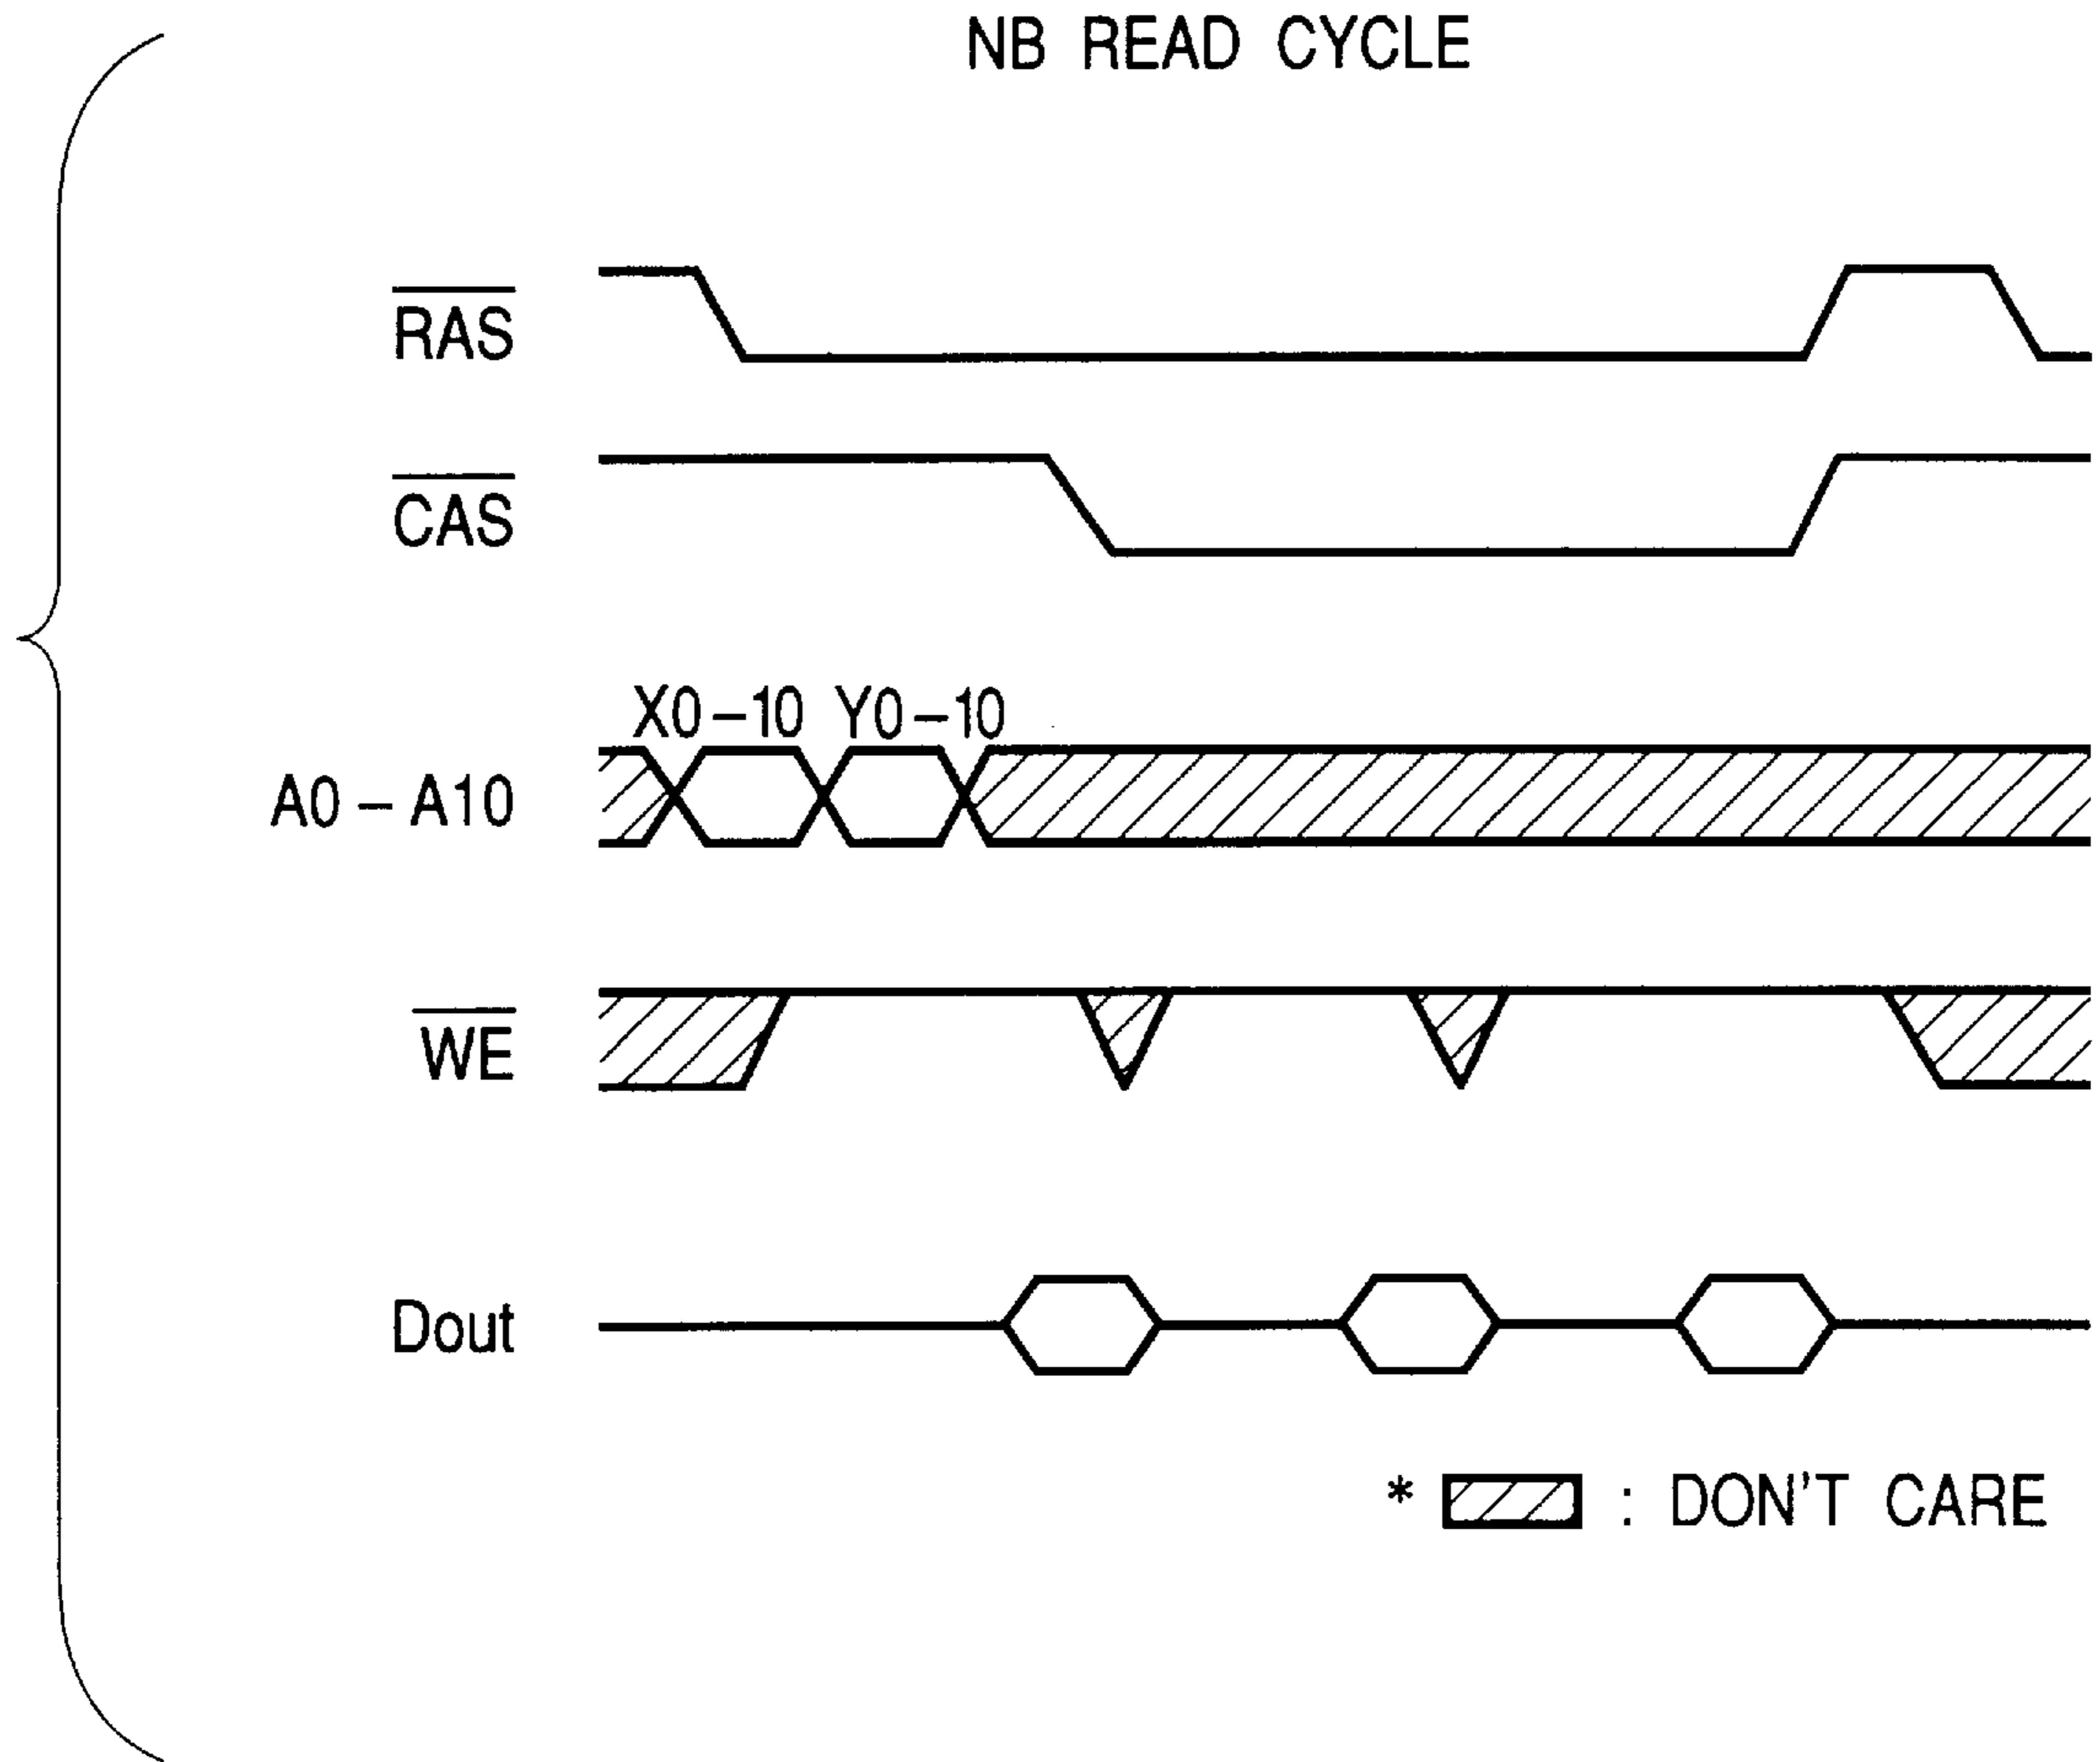 NB READ CYCLE
RAS
CAS
X0-10 Y0-10
A0-A10
WE
Dout
* : DON'T CARE